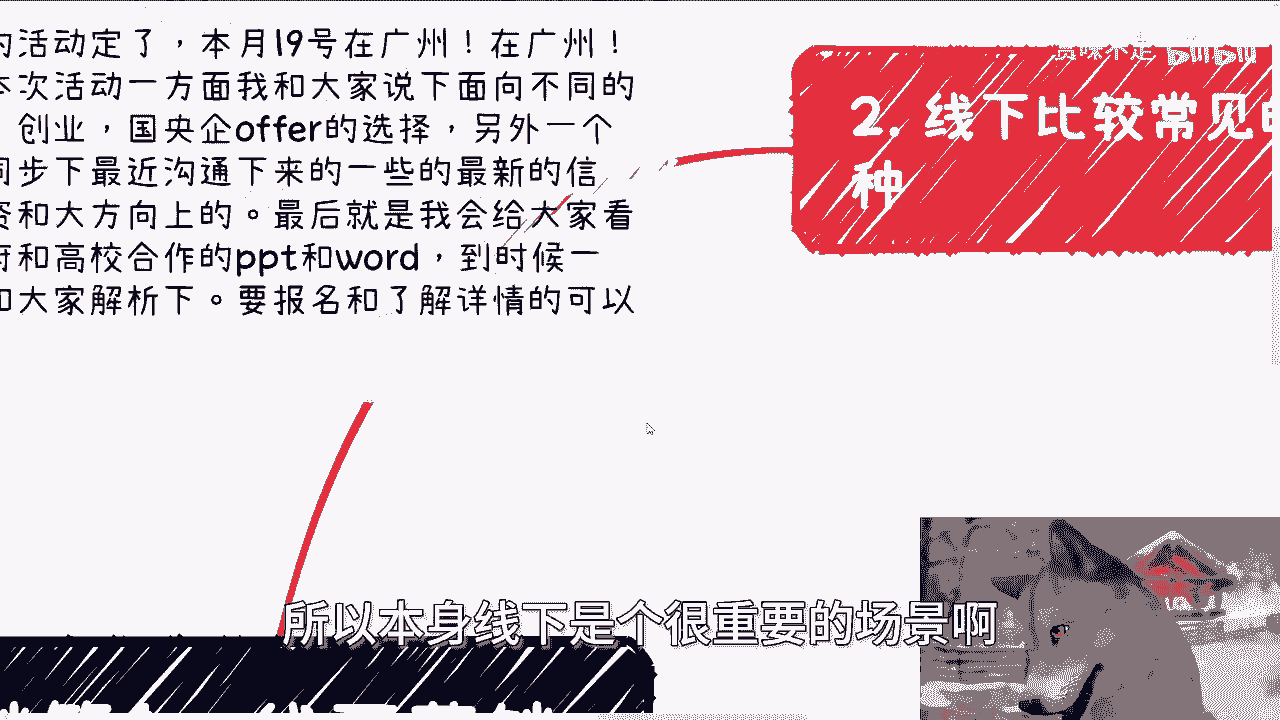 的活动定了，本月19号在广州！在广州！
本次活动一方面我和大家说下面向不同的
，创业，国央企offer的选择，另外一个
同步下最近沟通下来的一些的最新的信
资和大方向上的。最后就是我会给大家看
府和高校合作的ppt和word，到时候一
和大家解析下。要报名和了解详情的可以
赏味不足 bilibili
2. 线下比较常见的
种
所以本身线下是个很重要的场景啊